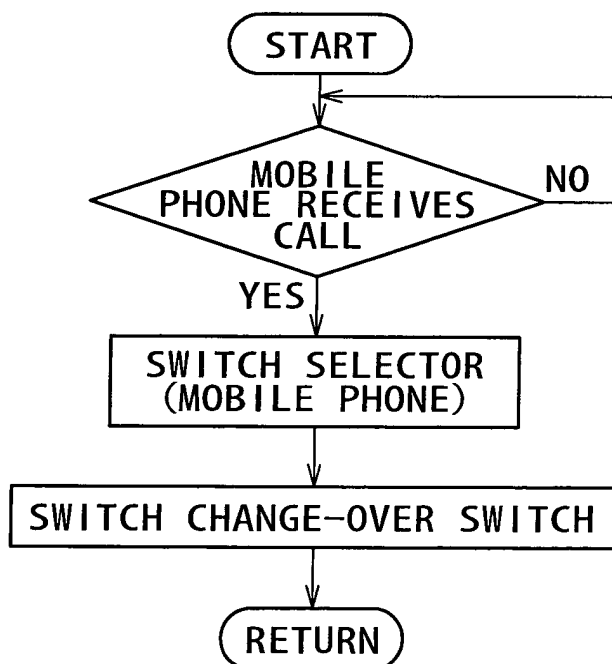 START
MOBILE
PHONE RECEIVES
CALL
NO
YES
SWITCH SELECTOR
(MOBILE PHONE)
SWITCH CHANGE-OVER SWITCH
RETURN